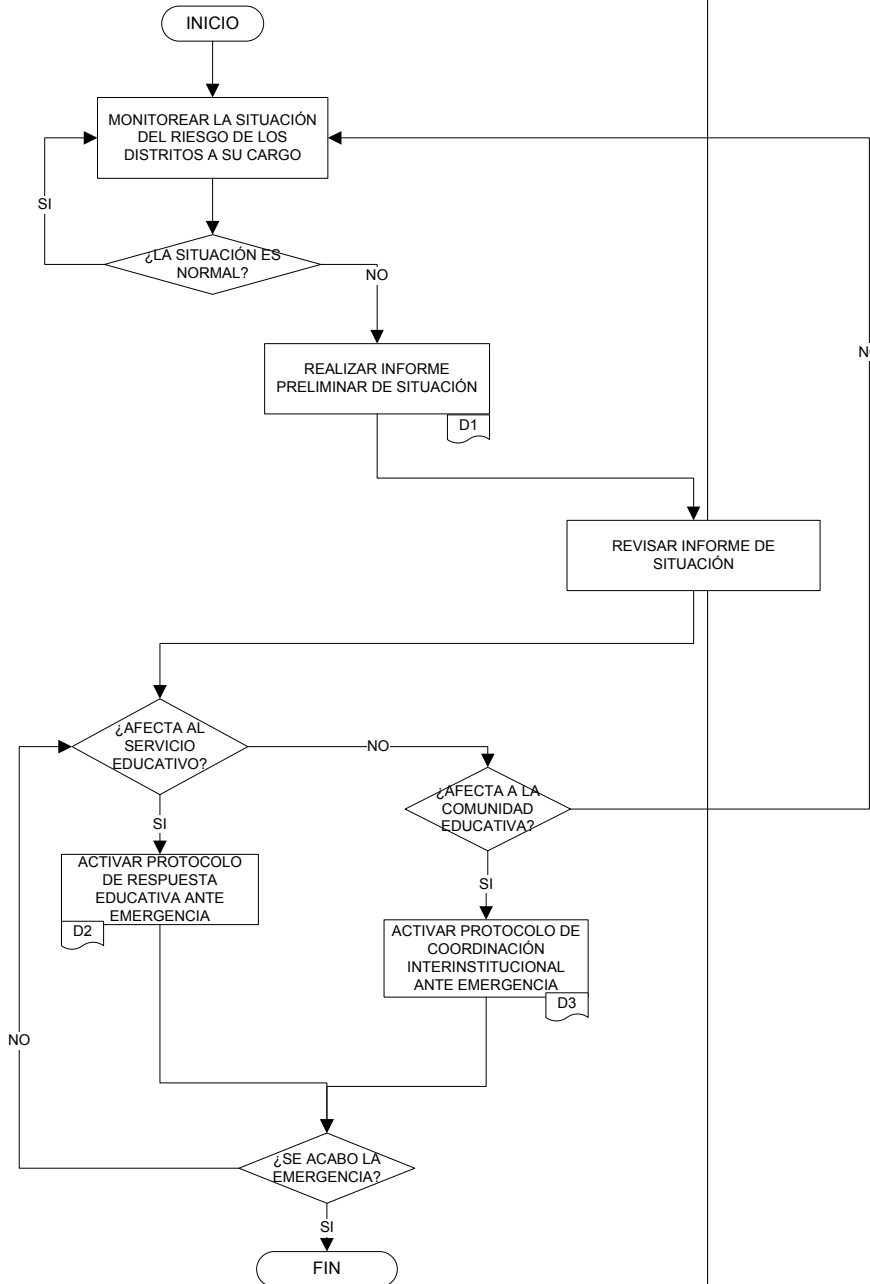 INICIO
MONITOREAR LA SITUACIÓN
DEL RIESGO DE LOS
DISTRITOS A SU CARGO
SI
¿LA SITUACIÓN ES
NORMAL?
NO
REALIZAR INFORME
PRELIMINAR DE SITUACIÓN
D1
NO
REVISAR INFORME DE
SITUACIÓN
¿AFECTA AL
SERVICIO
EDUCATIVO?
NO
¿AFECTA A LA
COMUNIDAD
EDUCATIVA?
SI
ACTIVAR PROTOCOLO
DE RESPUESTA
EDUCATIVA ANTE
EMERGENCIA
D2
SI
ACTIVAR PROTOCOLO DE
COORDINACIÓN
INTERINSTITUCIONAL
ANTE EMERGENCIA
D3
NO
¿SE ACABO LA
EMERGENCIA?
SI
FIN